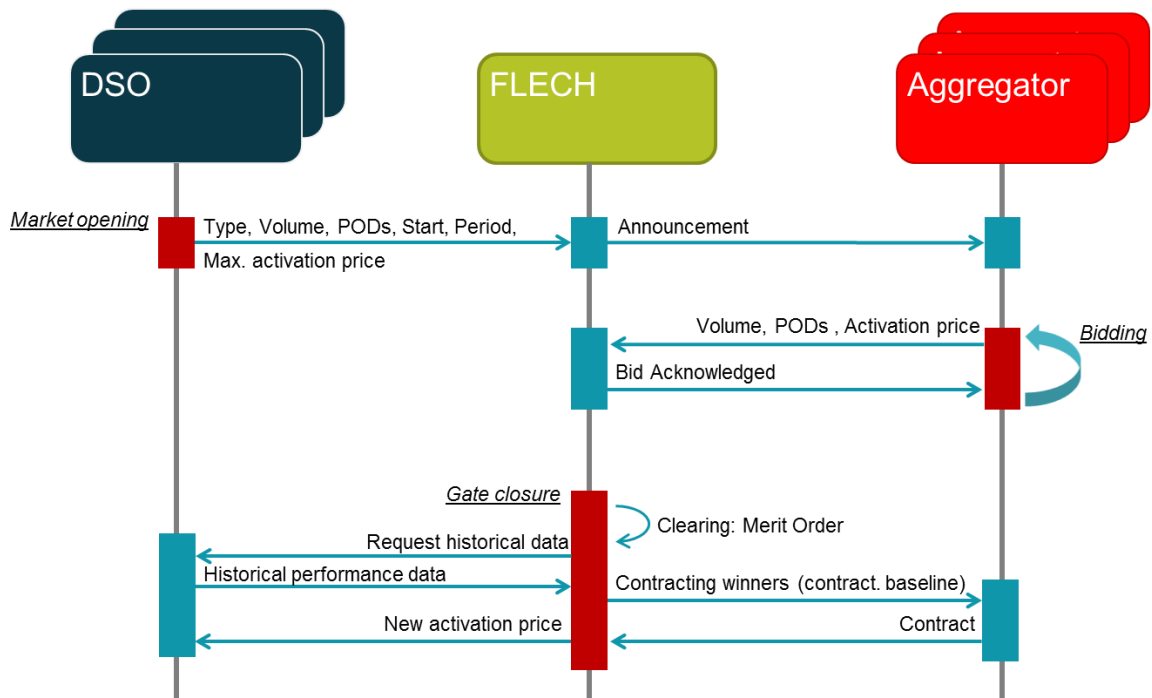 DSO
FLECH
Aggregator
Market opening
Type, Volume, PODs, Start, Period,
Max. activation price
Announcement
Volume, PODs , Activation price
Bidding
Bid Acknowledged
Gate closure
Clearing: Merit Order
Request historical data
Historical performance data
Contracting winners (contract. baseline)
New activation price
Contract